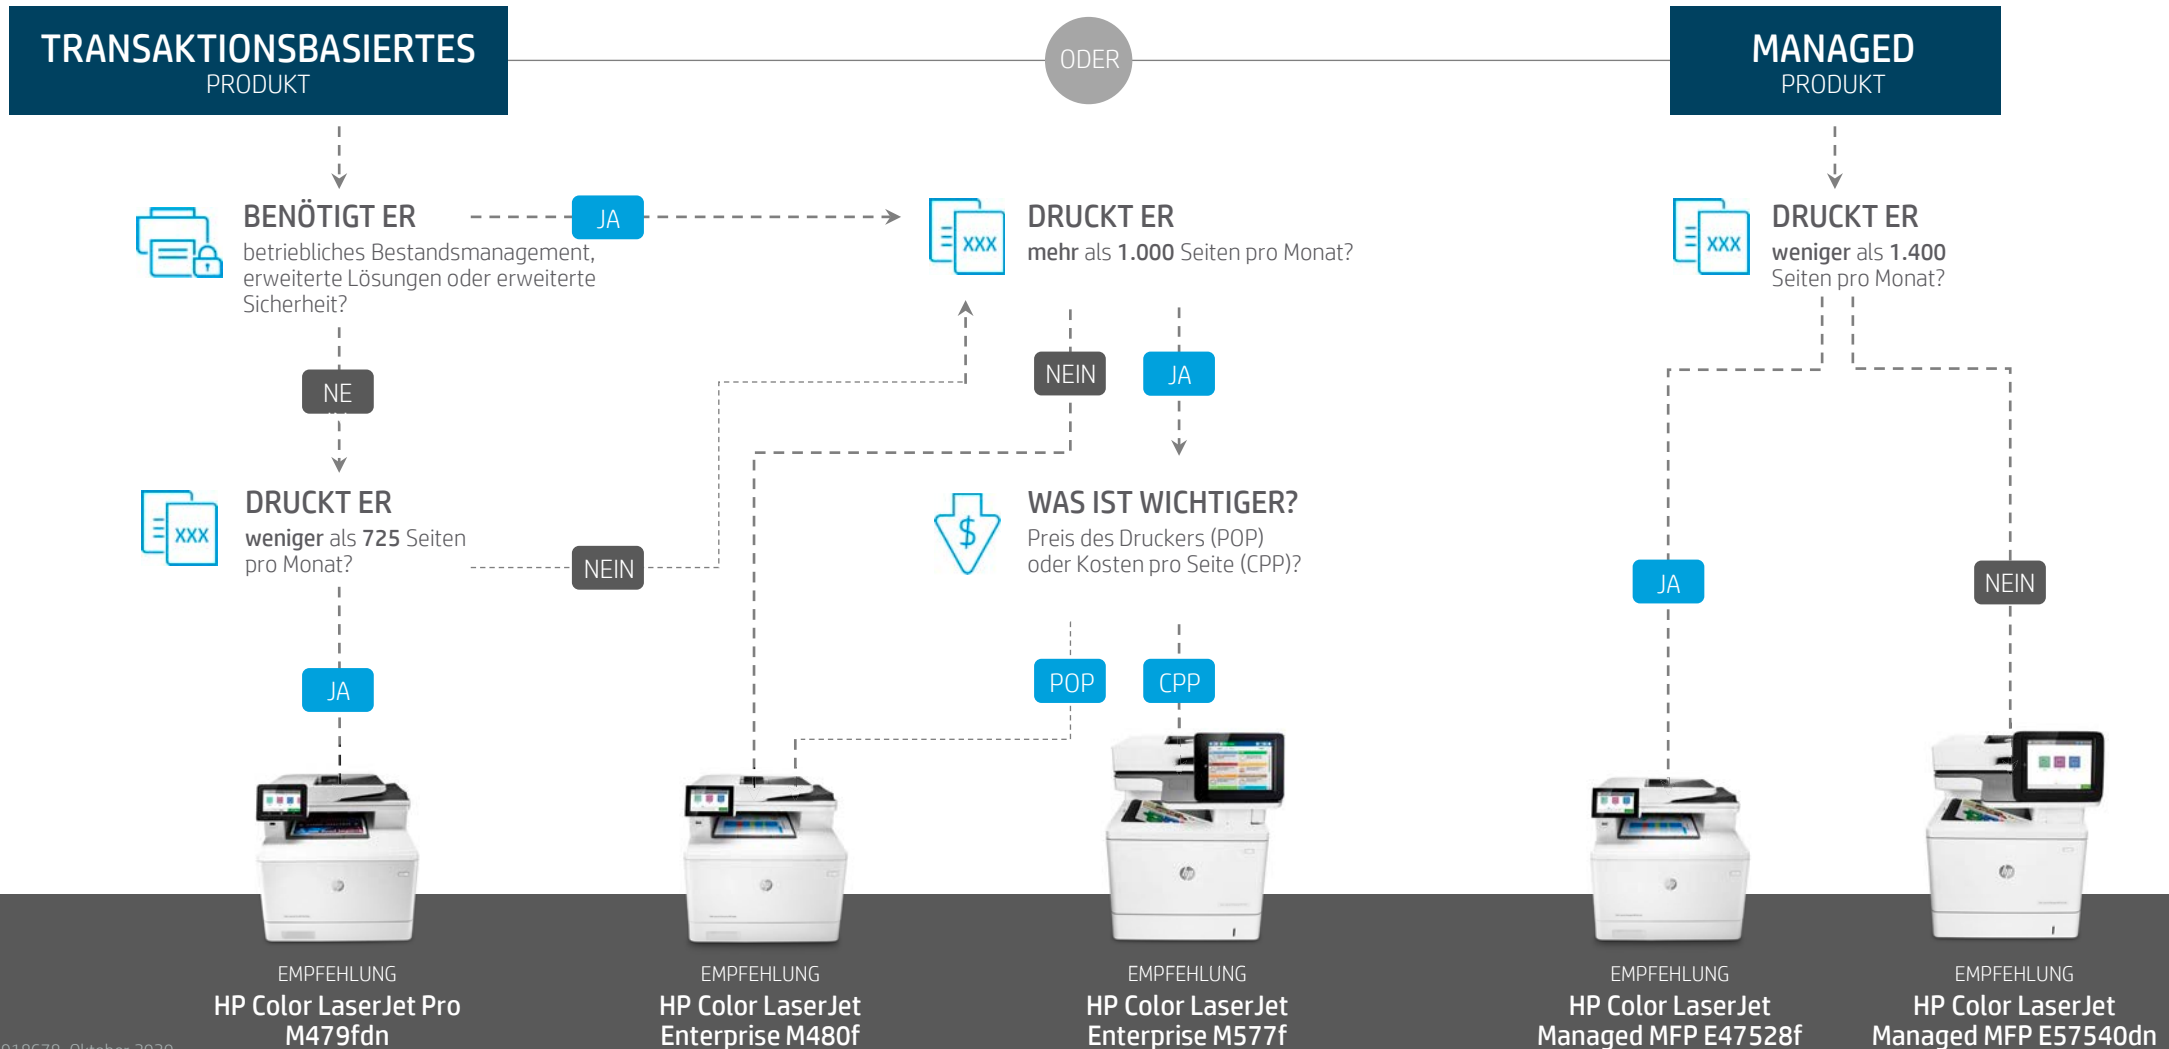 TRANSAKTIONSBASIERTES
PRODUKT
ODER
MANAGED
PRODUKT
BENÖTIGT ER
betriebliches Bestandsmanagement,
erweiterte Lösungen oder erweiterte
Sicherheit?
JA
XXX
DRUCKT ER
mehr als 1.000 Seiten pro Monat?
XXX
DRUCKT ER
weniger als 1.400
Seiten pro Monat?
NE
NEIN
JA
XXX
DRUCKT ER
weniger als 725 Seiten
pro Monat?
NEIN
$
WAS IST WICHTIGER?
Preis des Druckers (POP)
oder Kosten pro Seite (CPP)?
JA
NEIN
JA
POP
CPP
EMPFEHLUNG
HP Color LaserJet Pro
M479fdn
EMPFEHLUNG
HP Color LaserJet
Enterprise M480f
EMPFEHLUNG
HP Color LaserJet
Enterprise M577f
EMPFEHLUNG
HP Color LaserJet
Managed MFP E47528f
EMPFEHLUNG
HP Color LaserJet
Managed MFP E57540dn